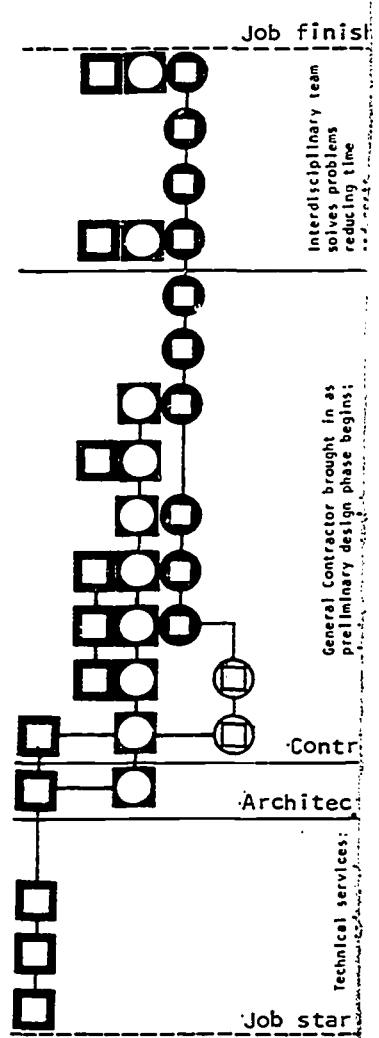 Job finish
Interdisciplinary team
solves problems
reducing time
General Contractor brought in as
preliminary design phase begins;
Contr
Architec
Technical services:
Job star